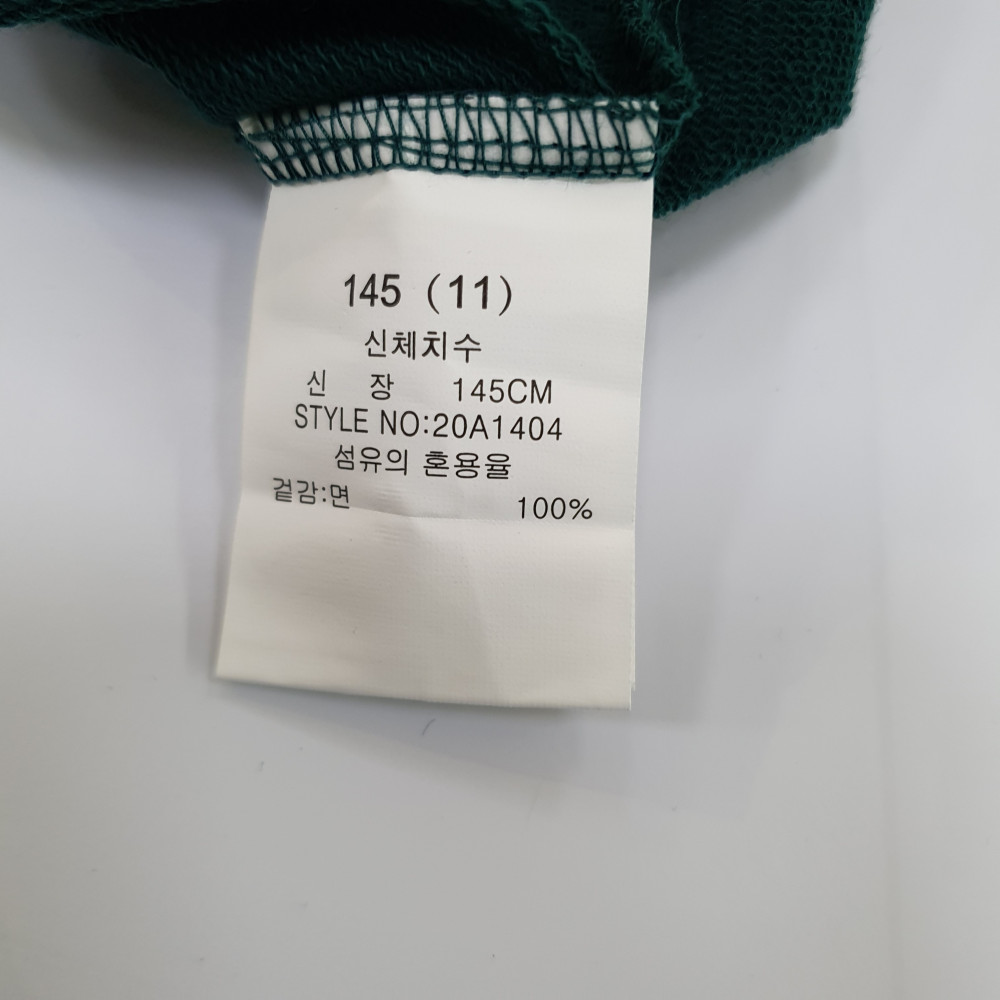 145 (11)
신체치수
신 장 145CM
STYLE NO:20A1404
섬유의 혼용율
겉감:면 100%